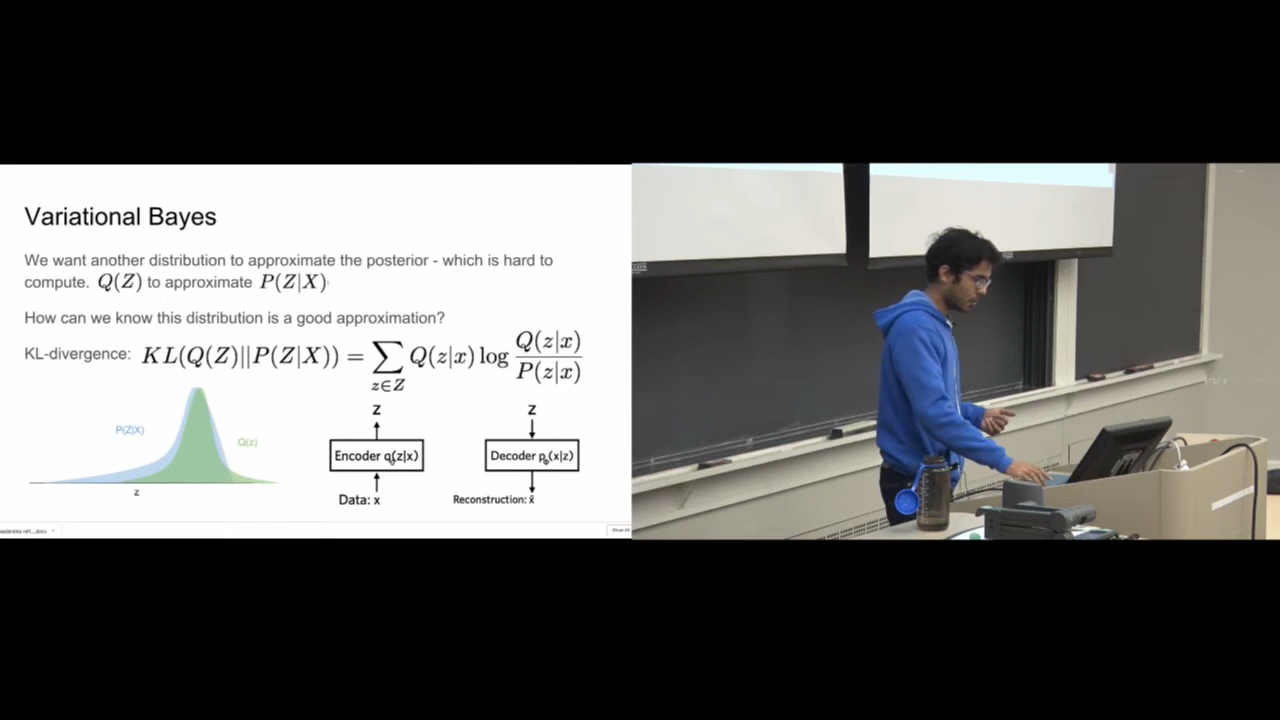 Variational Bayes
We want another distribution to approximate the posterior - which is hard to
compute. Q(Z) to approximate P(Z|X)
How can we know this distribution is a good approximation?
KL-divergence: KL(Q(Z)||P(Z|X)) = ∑ z∈Z Q(z|x) log Q(z|x) / P(z|x)
P(Z|X)
Q(z)
z
Z
Encoder q(z|x)
Data: x
Z
Decoder p(x|z)
Reconstruction: x̃